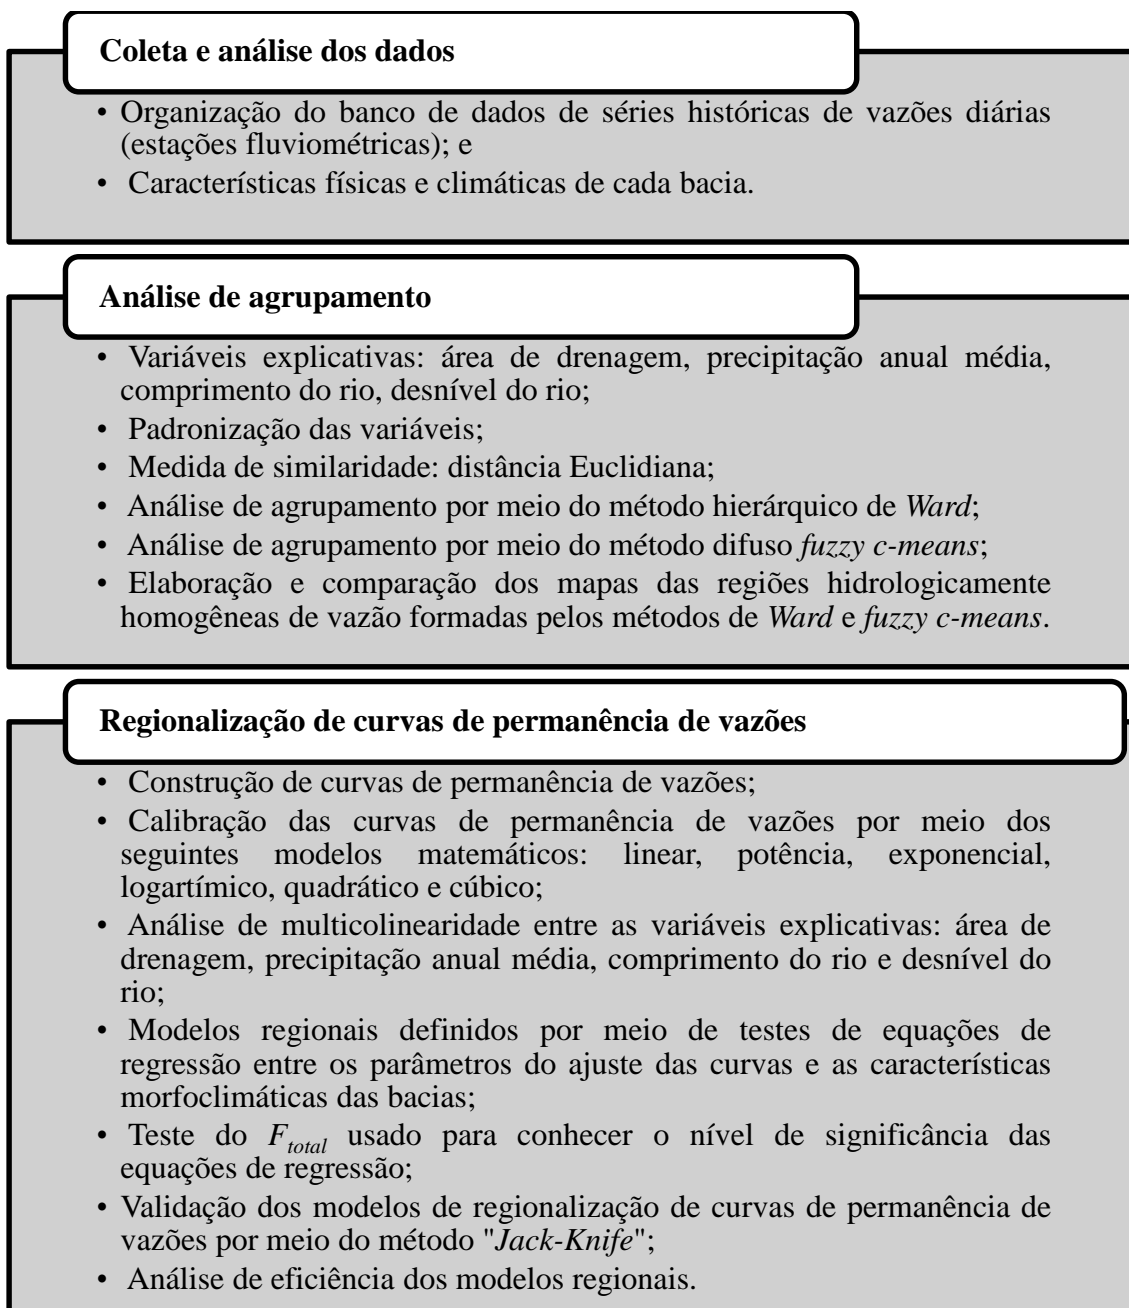 Coleta e análise dos dados
• Organização do banco de dados de séries históricas de vazões diárias
(estações fluviométricas); e
• Características físicas e climáticas de cada bacia.
Análise de agrupamento
• Variáveis explicativas: área de drenagem, precipitação anual média,
comprimento do rio, desnível do rio;
• Padronização das variáveis;
• Medida de similaridade: distância Euclidiana;
• Análise de agrupamento por meio do método hierárquico de Ward;
• Análise de agrupamento por meio do método difuso fuzzy c-means;
• Elaboração e comparação dos mapas das regiões hidrologicamente
homogêneas de vazão formadas pelos métodos de Ward e fuzzy c-means.
Regionalização de curvas de permanência de vazões
• Construção de curvas de permanência de vazões;
• Calibração das curvas de permanência de vazões por meio dos
seguintes modelos matemáticos: linear, potência, exponencial,
logartímico, quadrático e cúbico;
• Análise de multicolinearidade entre as variáveis explicativas: área de
drenagem, precipitação anual média, comprimento do rio e desnível do
rio;
• Modelos regionais definidos por meio de testes de equações de
regressão entre os parâmetros do ajuste das curvas e as características
morfoclimáticas das bacias;
• Teste do Ftotal usado para conhecer o nível de significância das
equações de regressão;
• Validação dos modelos de regionalização de curvas de permanência de
vazões por meio do método "Jack-Knife";
• Análise de eficiência dos modelos regionais.